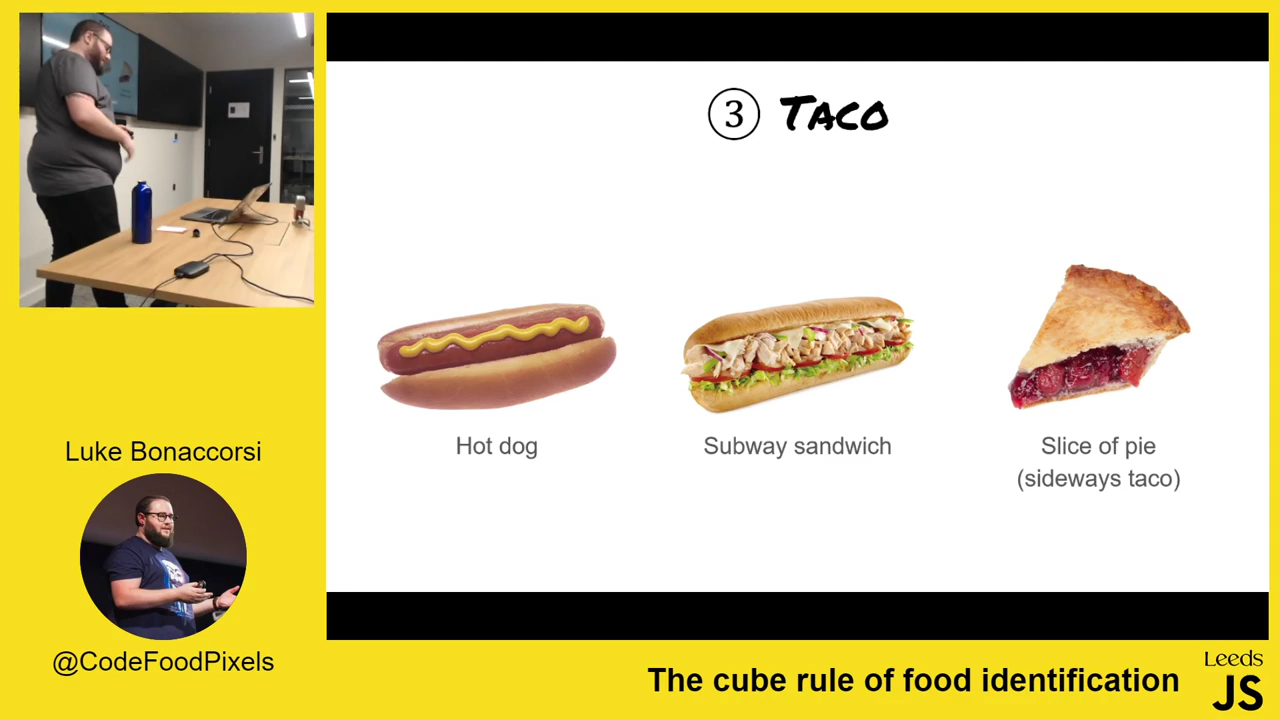 ③ TACO
Hot dog
Subway sandwich
Slice of pie
(sideways taco)
Luke Bonaccorsi
@CodeFoodPixels
The cube rule of food identification
Leeds
JS